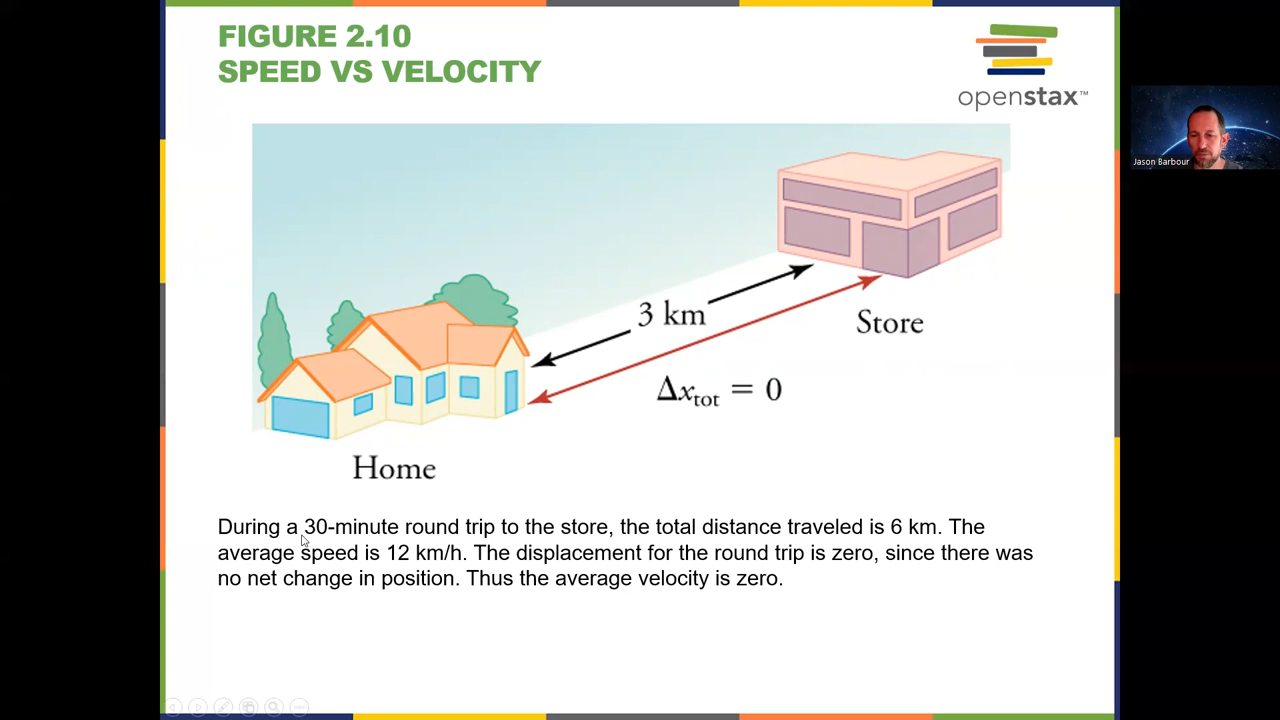 FIGURE 2.10
SPEED VS VELOCITY
openstax™
Jason Barbour
3 km
Store
Δxtot = 0
Home
During a 30-minute round trip to the store, the total distance traveled is 6 km. The
average speed is 12 km/h. The displacement for the round trip is zero, since there was
no net change in position. Thus the average velocity is zero.